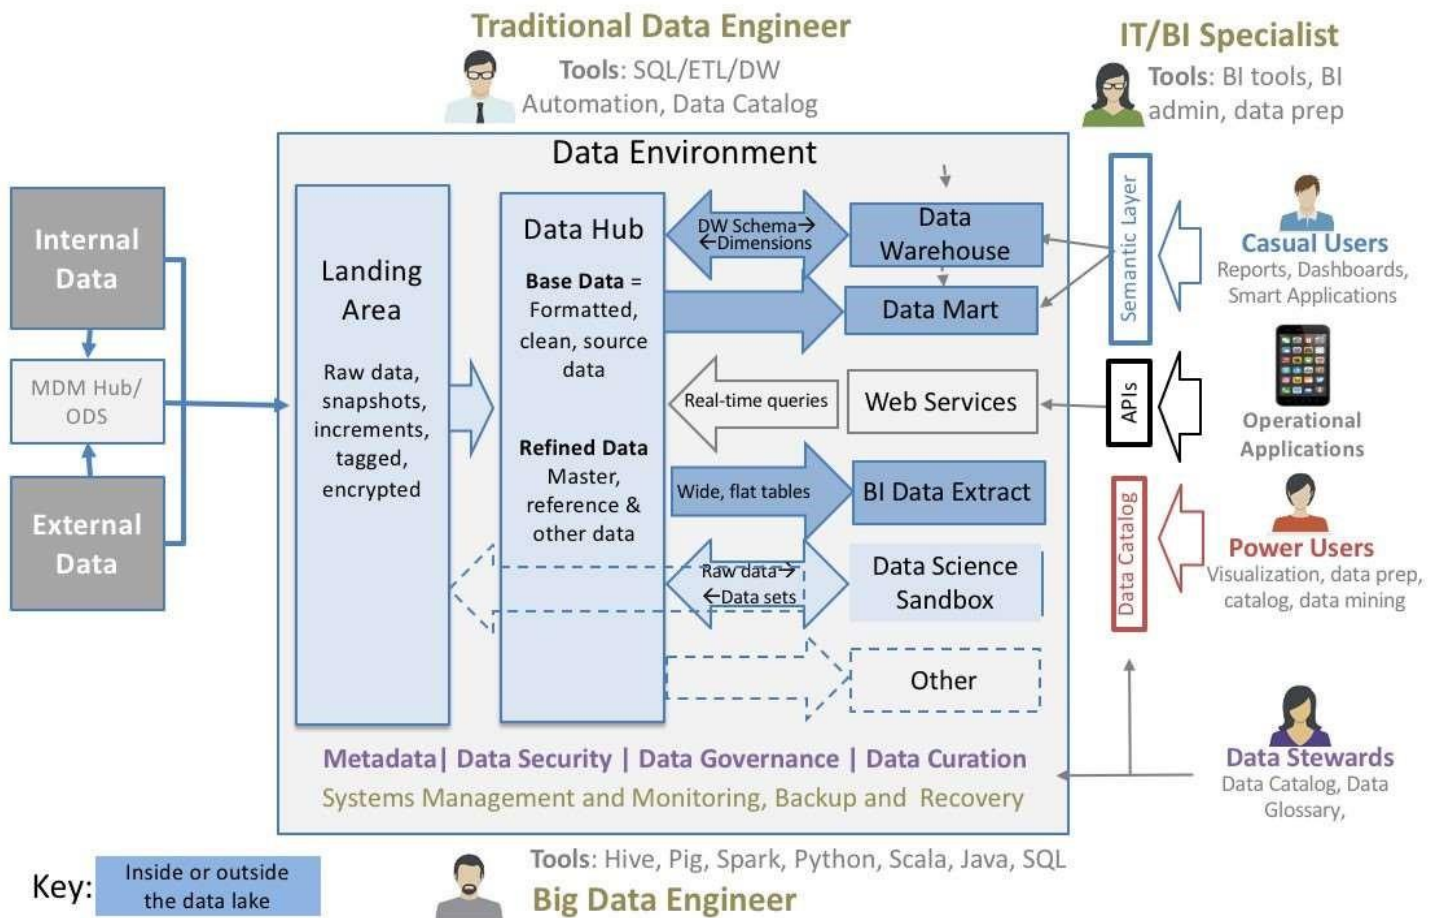 Traditional Data Engineer
Tools: SQL/ETL/DW
Automation, Data Catalog
IT/BI Specialist
Tools: BI tools, BI
admin, data prep
Data Environment
Internal
Data
MDM Hub/
ODS
External
Data
Landing
Area
Raw data,
snapshots,
increments,
tagged,
encrypted
Data Hub
Base Data =
Formatted,
clean, source
data
Refined Data
Master,
reference &
other data
DW Schema→
←Dimensions
Real-time queries
Wide, flat tables
Raw data→
←Data sets
Data
Warehouse
Data Mart
Web Services
BI Data Extract
Data Science
Sandbox
Other
Semantic Layer
APIs
Data Catalog
Casual Users
Reports, Dashboards,
Smart Applications
Operational
Applications
Power Users
Visualization, data prep,
catalog, data mining
Data Stewards
Data Catalog, Data
Glossary,
Metadata| Data Security | Data Governance | Data Curation
Systems Management and Monitoring, Backup and Recovery
Key:
Inside or outside
the data lake
Tools: Hive, Pig, Spark, Python, Scala, Java, SQL
Big Data Engineer